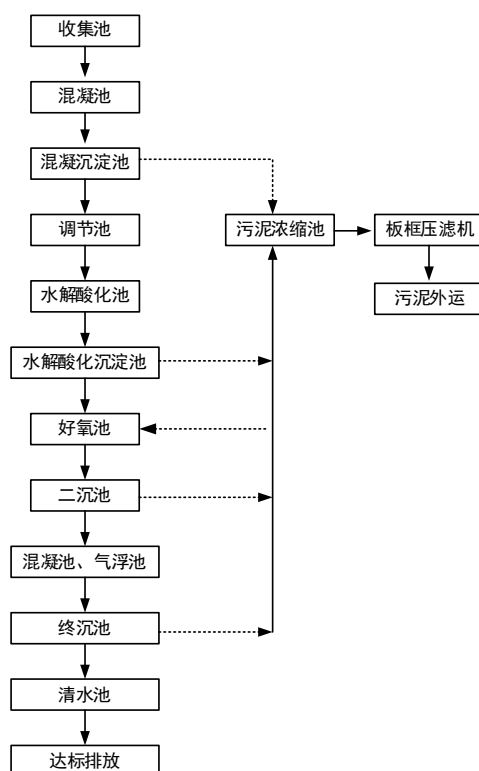 收集池
混凝池
混凝沉淀池
调节池
污泥浓缩池
板框压滤机
水解酸化池
污泥外运
水解酸化沉淀池
好氧池
二沉池
混凝池、气浮池
终沉池
清水池
达标排放